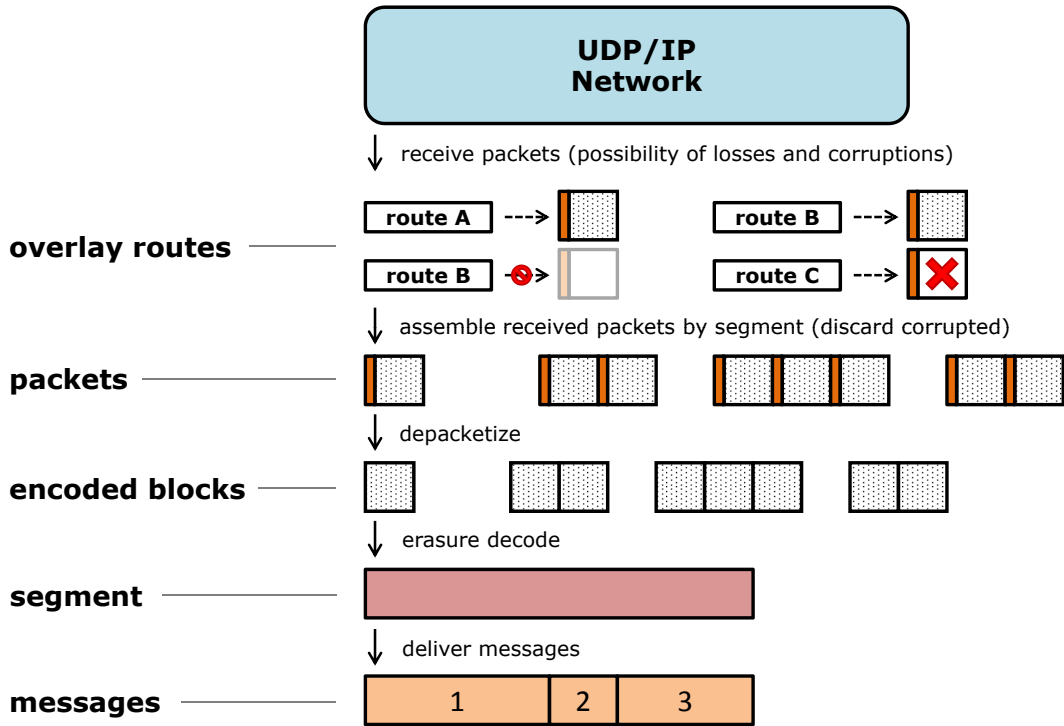 UDP/IP
Network
receive packets (possibility of losses and corruptions)
overlay routes
route A
route B
route B
route C
assemble received packets by segment (discard corrupted)
packets
depacketize
encoded blocks
erasure decode
segment
deliver messages
messages
1
2
3